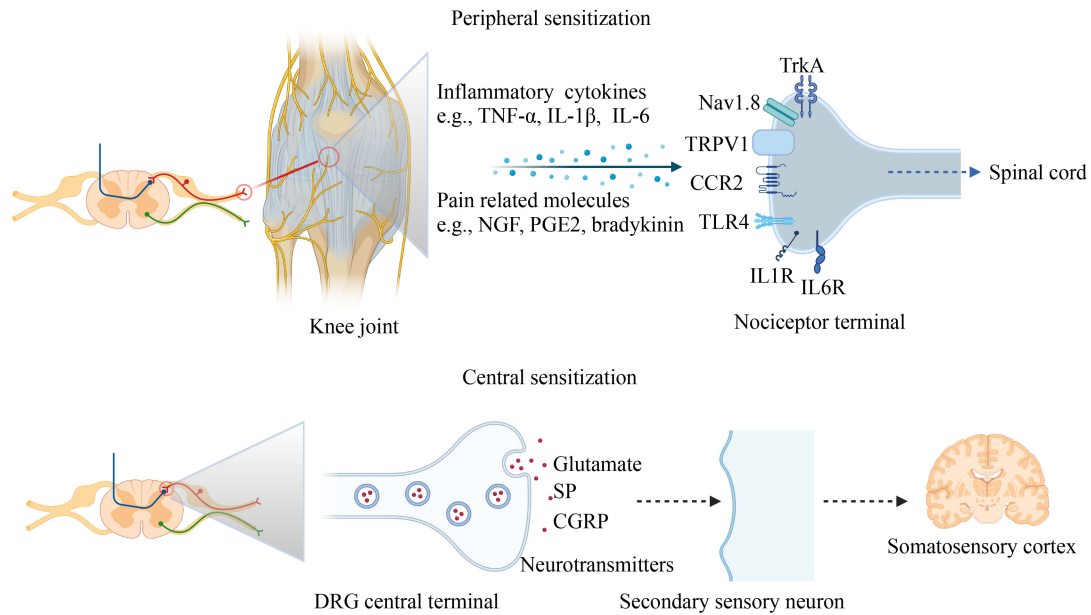 Peripheral sensitization
Inflammatory cytokines
e.g., TNF-α, IL-1β, IL-6
Pain related molecules
e.g., NGF, PGE2, bradykinin
Knee joint
TrkA
Nav1.8
TRPV1
CCR2
TLR4
IL1R
IL6R
Nociceptor terminal
Spinal cord
Central sensitization
Glutamate
SP
CGRP
Neurotransmitters
DRG central terminal
Secondary sensory neuron
Somatosensory cortex